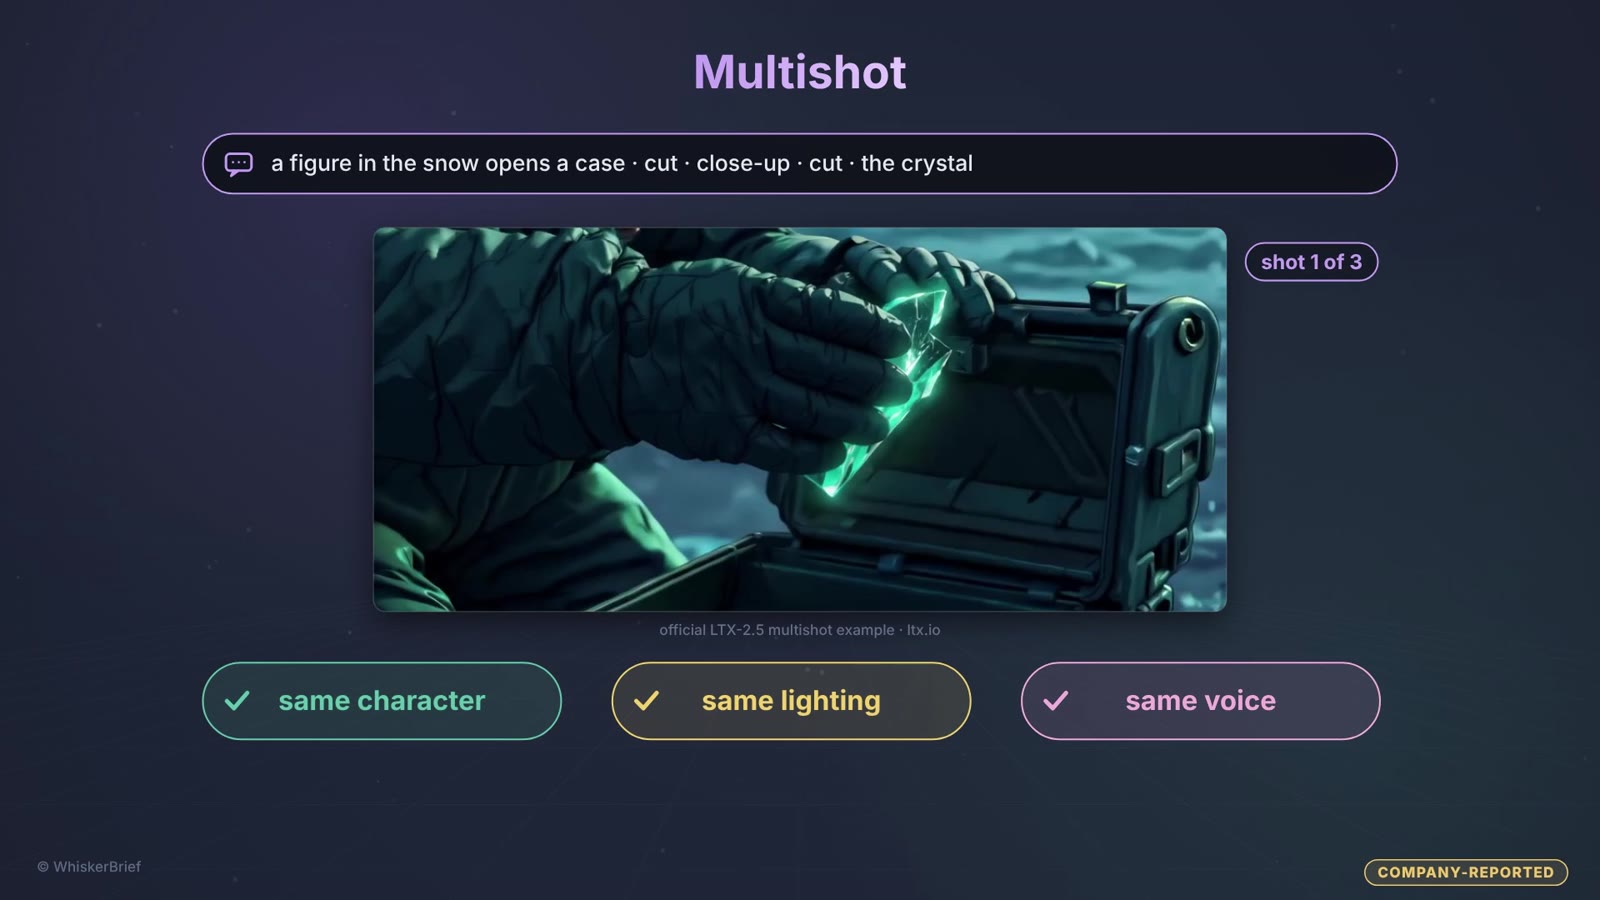 Multishot
a figure in the snow opens a case · cut · close-up · cut · the crystal
shot 1 of 3
official LTX-2.5 multishot example · ltx.io
same character
same lighting
same voice
© WhiskerBrief
COMPANY-REPORTED